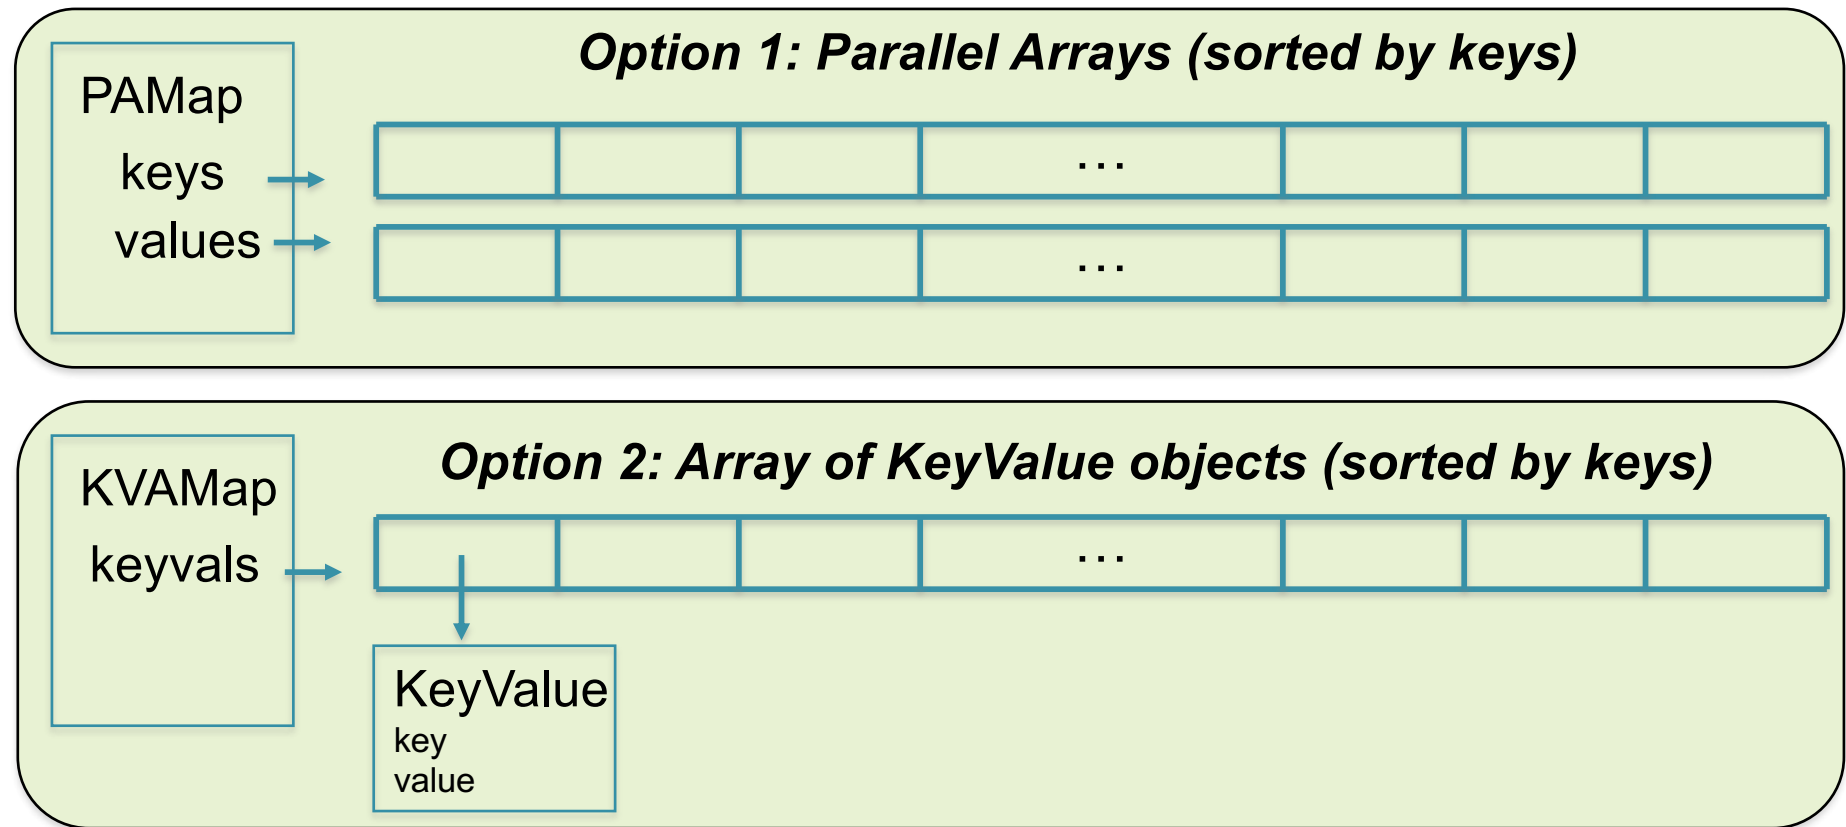 Option 1: Parallel Arrays (sorted by keys)
PAMap
keys
values
...
...
Option 2: Array of KeyValue objects (sorted by keys)
KVAMap
keyvals
...
KeyValue
key
value